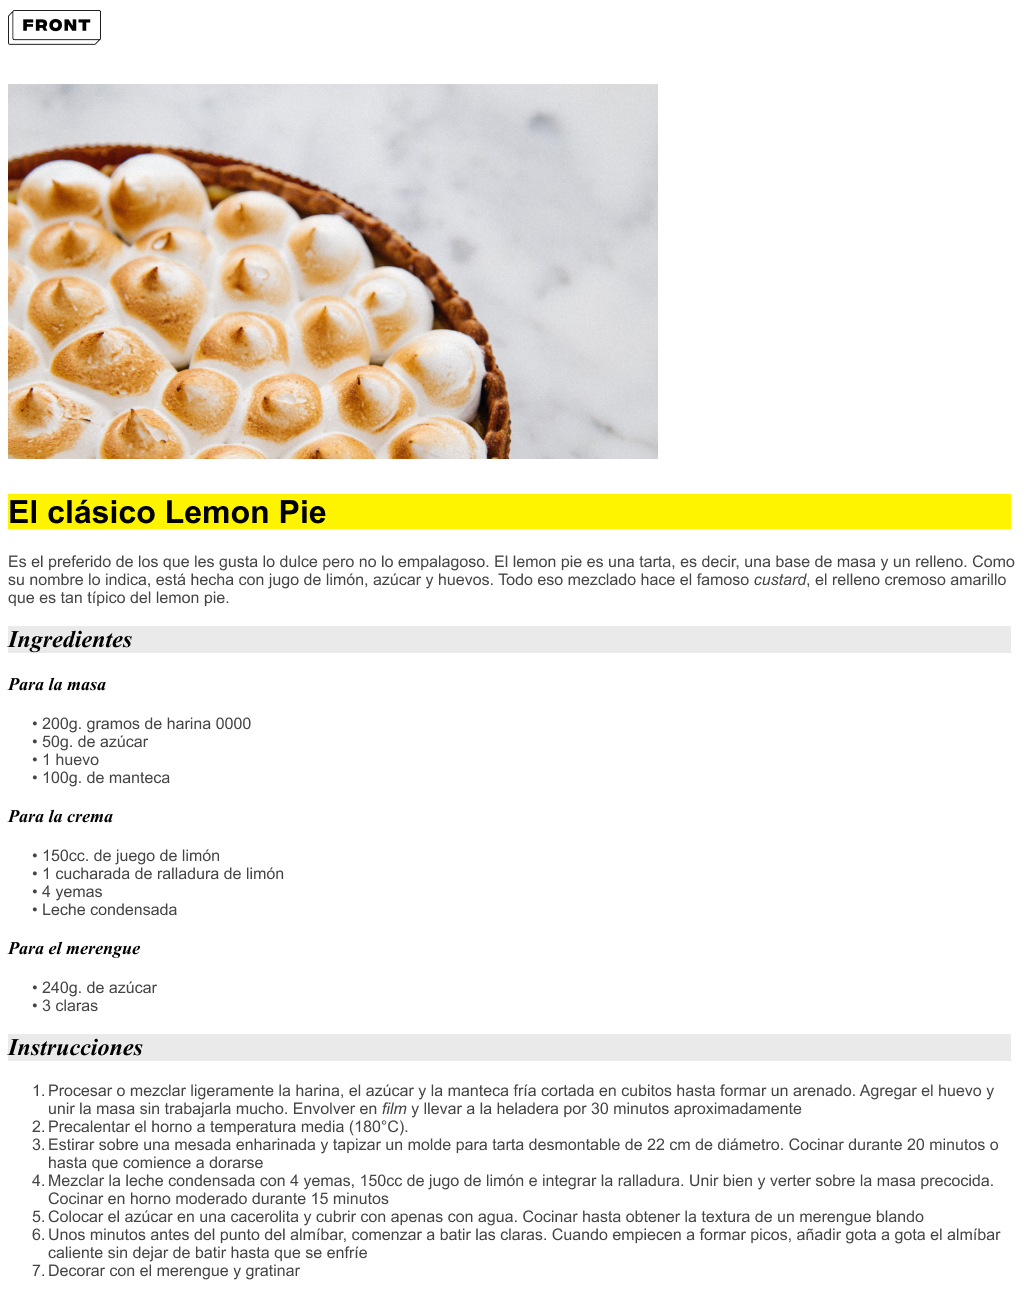 FRONT
El clásico Lemon Pie
Es el preferido de los que les gusta lo dulce pero no lo empalagoso. El lemon pie es una tarta, es decir, una base de masa y un relleno. Como
su nombre lo indica, está hecha con jugo de limón, azúcar y huevos. Todo eso mezclado hace el famoso custard, el relleno cremoso amarillo
que es tan típico del lemon pie.
Ingredientes
Para la masa
• 200g. gramos de harina 0000
• 50g. de azúcar
• 1 huevo
• 100g. de manteca
Para la crema
• 150cc. de juego de limón
• 1 cucharada de ralladura de limón
• 4 yemas
• Leche condensada
Para el merengue
• 240g. de azúcar
• 3 claras
Instrucciones
1. Procesar o mezclar ligeramente la harina, el azúcar y la manteca fría cortada en cubitos hasta formar un arenado. Agregar el huevo y
unir la masa sin trabajarla mucho. Envolver en film y llevar a la heladera por 30 minutos aproximadamente
2. Precalentar el horno a temperatura media (180°C).
3. Estirar sobre una mesada enharinada y tapizar un molde para tarta desmontable de 22 cm de diámetro. Cocinar durante 20 minutos o
hasta que comience a dorarse
4. Mezclar la leche condensada con 4 yemas, 150cc de jugo de limón e integrar la ralladura. Unir bien y verter sobre la masa precocida.
Cocinar en horno moderado durante 15 minutos
5. Colocar el azúcar en una cacerolita y cubrir con apenas con agua. Cocinar hasta obtener la textura de un merengue blando
6. Unos minutos antes del punto del almíbar, comenzar a batir las claras. Cuando empiecen a formar picos, añadir gota a gota el almíbar
caliente sin dejar de batir hasta que se enfríe
7. Decorar con el merengue y gratinar